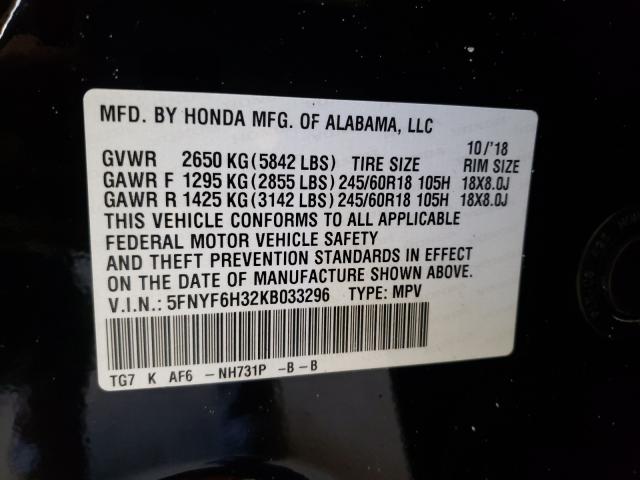 MFD. BY HONDA MFG. OF ALABAMA, LLC
10/'18
GVWR 2650 KG(5842 LBS) TIRE SIZE RIM SIZE
GAWR F 1295 KG(2855 LBS) 245/60R18 105H 18X8.0J
GAWR R 1425 KG(3142 LBS) 245/60R18 105H 18X8.0J
THIS VEHICLE CONFORMS TO ALL APPLICABLE
FEDERAL MOTOR VEHICLE SAFETY
AND THEFT PREVENTION STANDARDS IN EFFECT
ON THE DATE OF MANUFACTURE SHOWN ABOVE.
V.I.N.: 5FNYF6H32KB033296 TYPE: MPV
TG7 K AF6 -NH731P -B-B